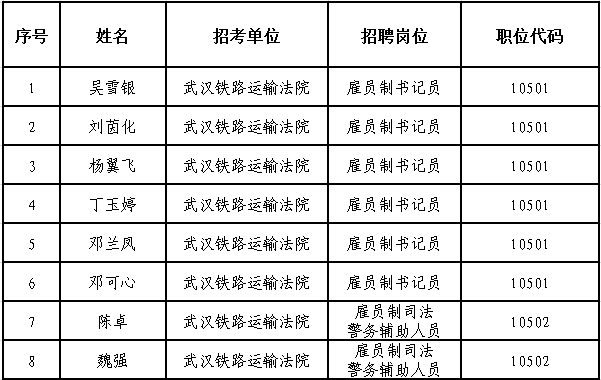 序号 姓名 招考单位 招聘岗位 职位代码
1 吴雪银 武汉铁路运输法院 雇员制书记员 10501
2 刘茵化 武汉铁路运输法院 雇员制书记员 10501
3 杨翼飞 武汉铁路运输法院 雇员制书记员 10501
4 丁玉婷 武汉铁路运输法院 雇员制书记员 10501
5 邓兰凤 武汉铁路运输法院 雇员制书记员 10501
6 邓可心 武汉铁路运输法院 雇员制书记员 10501
7 陈卓 武汉铁路运输法院 雇员制司法
警务辅助人员 10502
8 魏强 武汉铁路运输法院 雇员制司法
警务辅助人员 10502